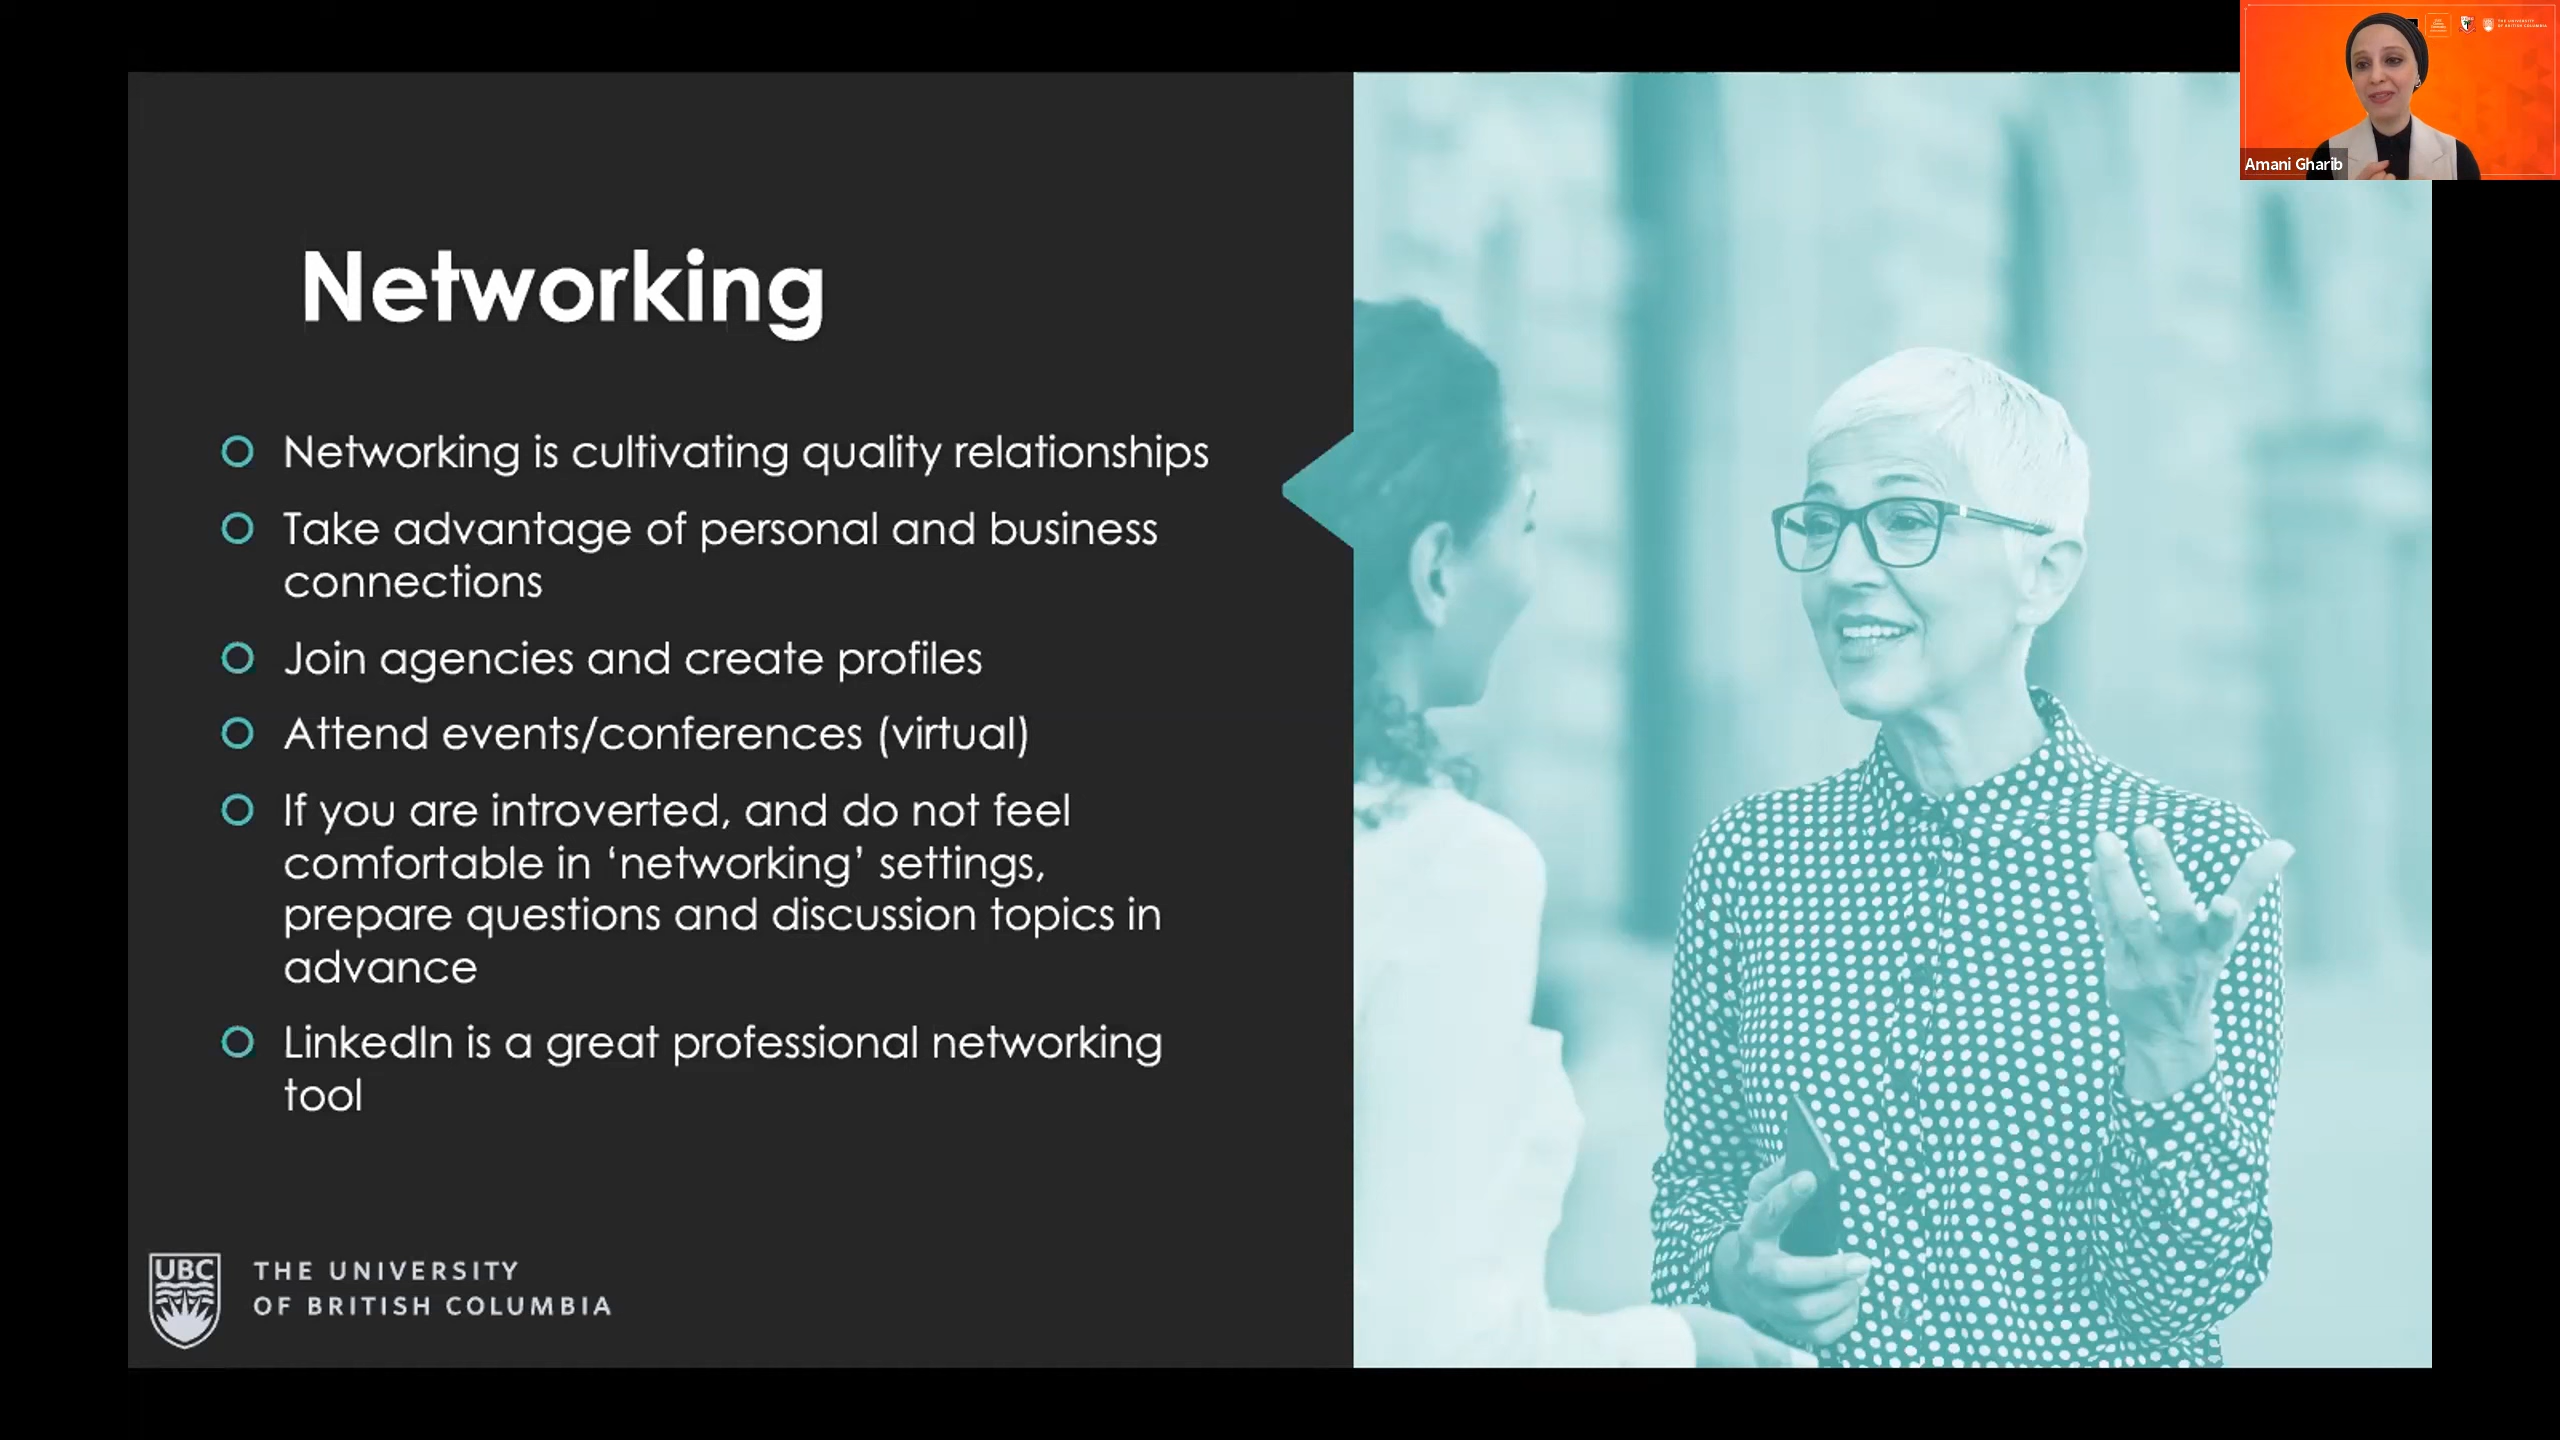 Amani Gharib
Networking
Networking is cultivating quality relationships
Take advantage of personal and business
connections
Join agencies and create profiles
Attend events/conferences (virtual)
If you are introverted, and do not feel
comfortable in ‘networking’ settings,
prepare questions and discussion topics in
advance
LinkedIn is a great professional networking
tool
UBC
THE UNIVERSITY
OF BRITISH COLUMBIA